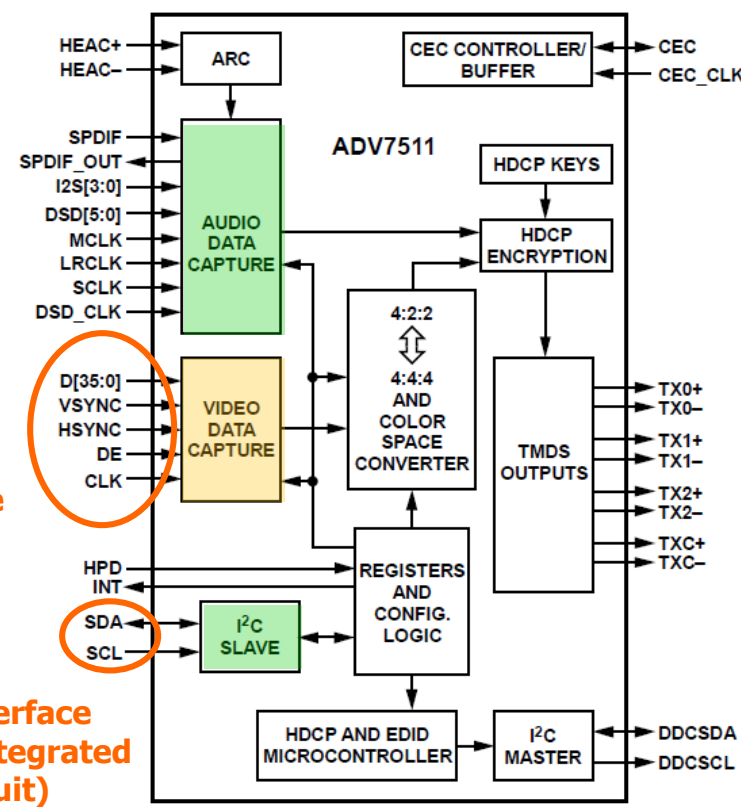 HEAC+
HEAC–
ARC
CEC CONTROLLER/
BUFFER
CEC
CEC_CLK
ADV7511
SPDIF
SPDIF_OUT
I2S[3:0]
DSD[5:0]
MCLK
LRCLK
SCLK
DSD_CLK
AUDIO
DATA
CAPTURE
HDCP KEYS
HDCP
ENCRYPTION
4:2:2
4:4:4
AND
COLOR
SPACE
CONVERTER
D[35:0]
VSYNC
HSYNC
DE
CLK
VIDEO
DATA
CAPTURE
TMDS
OUTPUTS
TX0+
TX0–
TX1+
TX1–
TX2+
TX2–
TXC+
TXC–
e
HPD
INT
SDA
SCL
I²C
SLAVE
REGISTERS
AND
CONFIG.
LOGIC
erface
tegrated
uit)
HDCP AND EDID
MICROCONTROLLER
I²C
MASTER
DDCSDA
DDCSCL